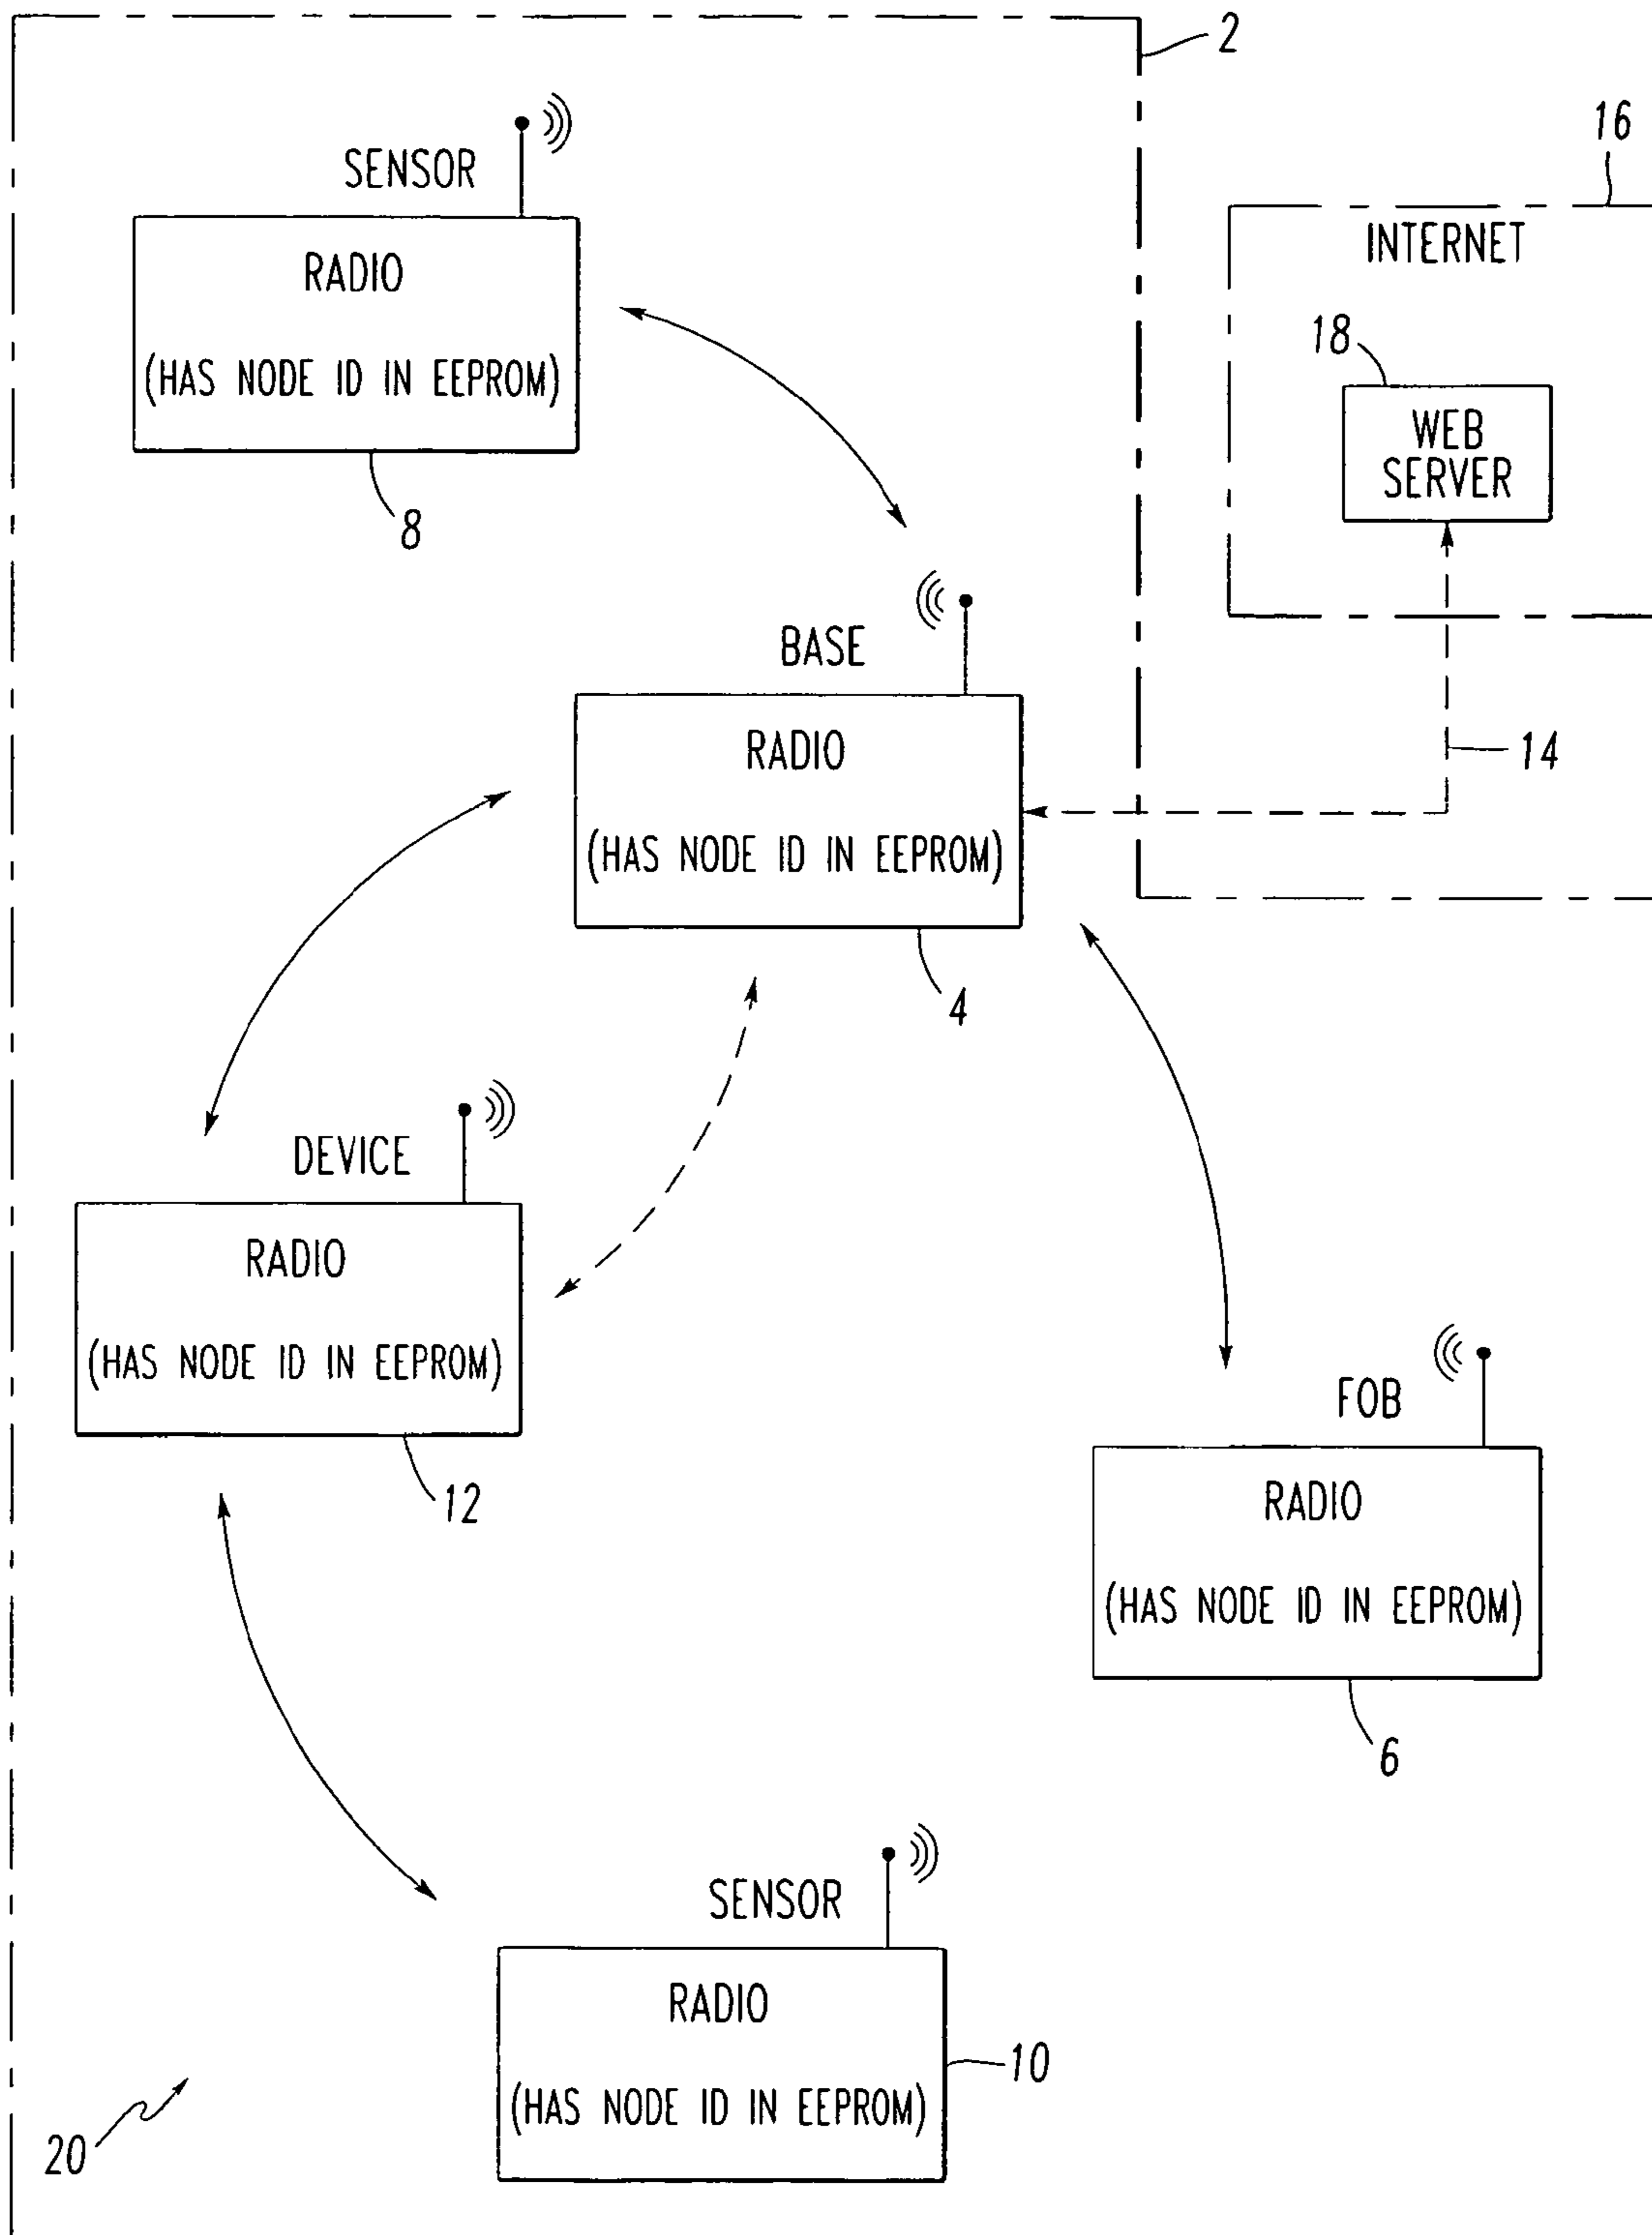 2
16
SENSOR
RADIO
(HAS NODE ID IN EEPROM)
8
INTERNET
18
WEB
SERVER
14
BASE
RADIO
(HAS NODE ID IN EEPROM)
4
DEVICE
RADIO
(HAS NODE ID IN EEPROM)
12
FOB
RADIO
(HAS NODE ID IN EEPROM)
6
SENSOR
RADIO
(HAS NODE ID IN EEPROM)
10
20